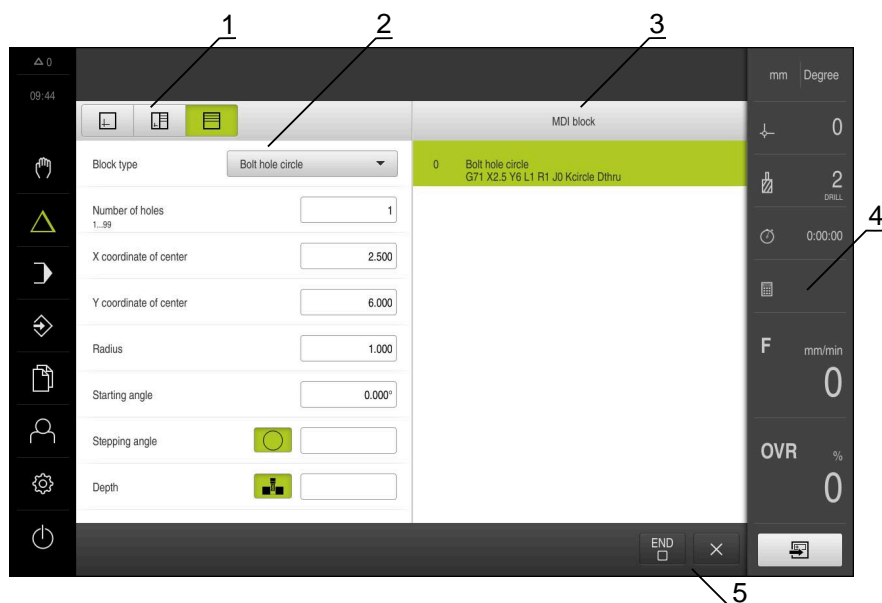 1
2
3
0
09:44
mm Degree
MDI block
0
Block type
Bolt hole circle
0 Bolt hole circle
G71 X2.5 Y6 L1 R1 J0 Kcircle Dthru
2
DRILL
Number of holes
1...99
1
4
0:00:00
X coordinate of center
2.500
Y coordinate of center
6.000
Radius
1.000
F mm/min
0
Starting angle
0.000°
Stepping angle
OVR %
0
Depth
END
5